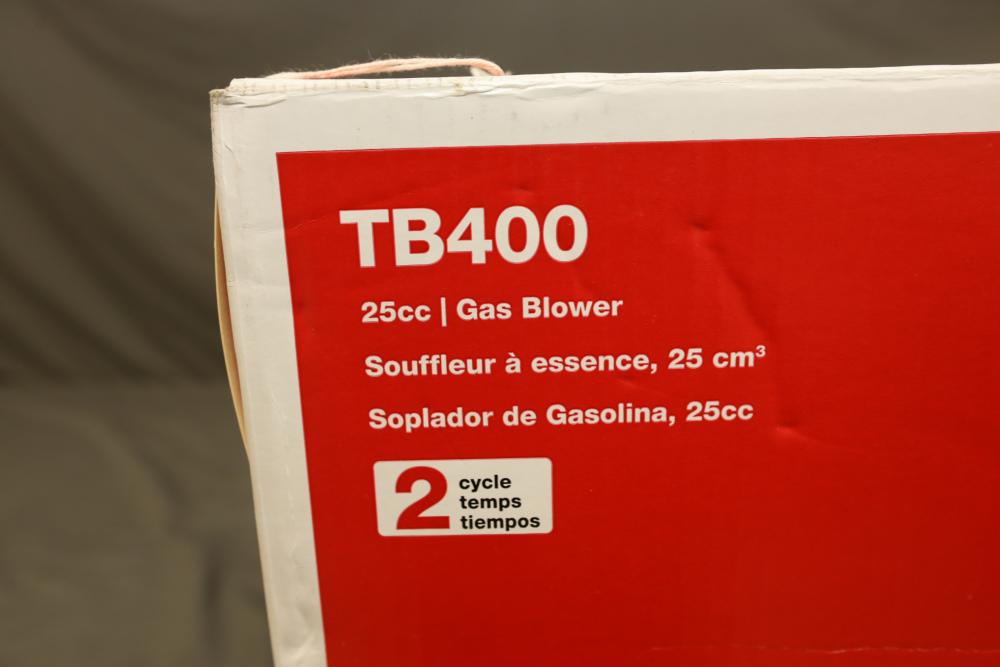 TB400
25cc | Gas Blower
Souffleur à essence, 25 cm³
Soplador de Gasolina, 25cc
2 cycle
temps
tiempos